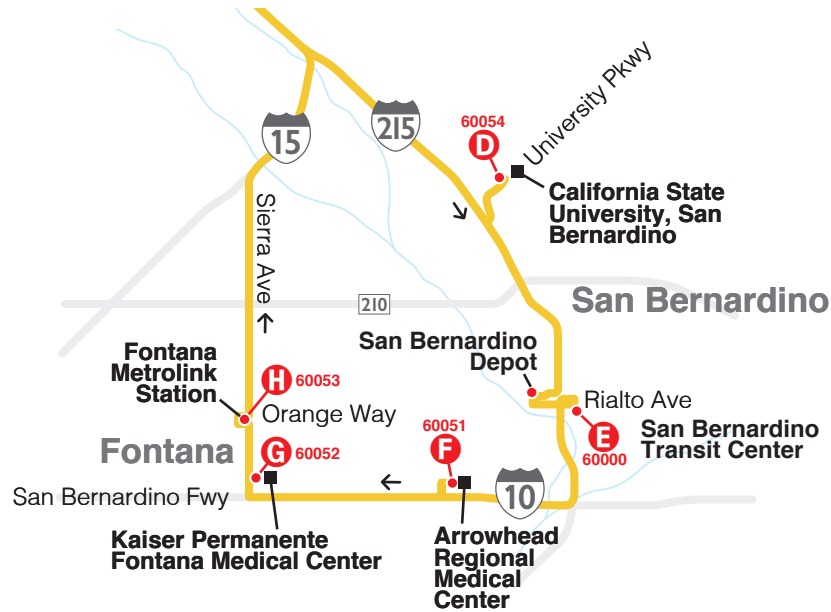 15
215
60054
D
University Pkwy
California State
University, San
Bernardino
Sierra Ave
210
San Bernardino
San Bernardino
Depot
Fontana
Metrolink
Station
H
60053
Orange Way
Rialto Ave
E
60000
San Bernardino
Transit Center
60051
F
Fontana
G
60052
San Bernardino Fwy
10
Kaiser Permanente
Fontana Medical Center
Arrowhead
Regional
Medical
Center